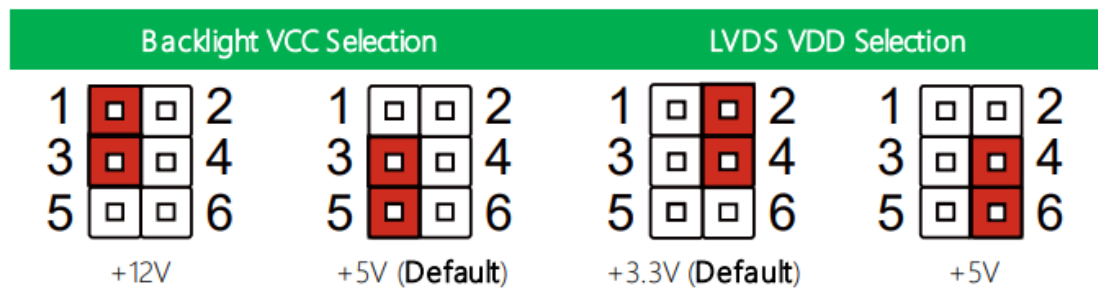 Backlight VCC Selection LVDS VDD Selection
1 2 1 2 1 2 1 2
3 4 3 4 3 4 3 4
5 6 5 6 5 6 5 6
+12V +5V (Default) +3.3V (Default) +5V